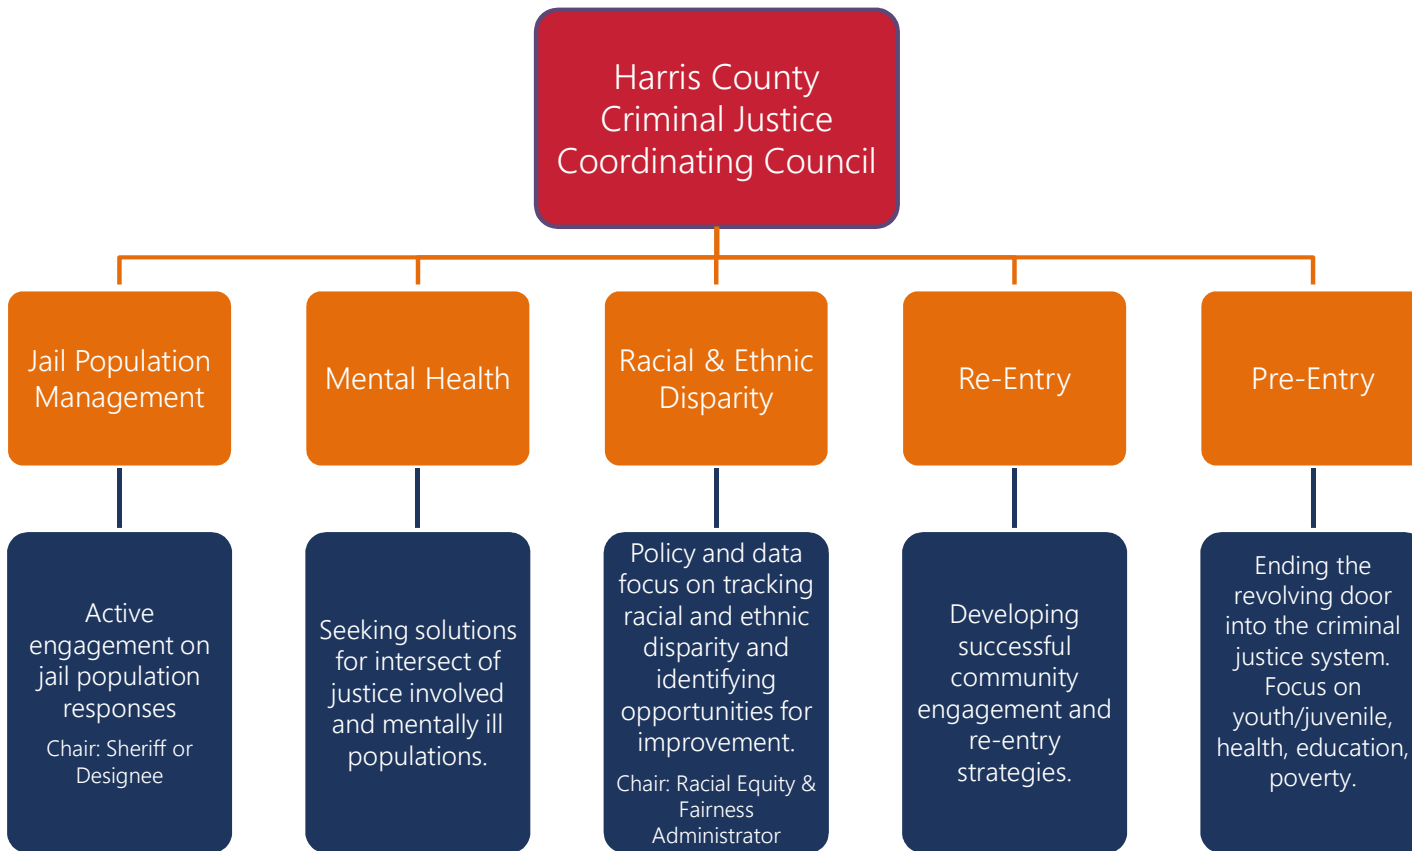 Harris County
Criminal Justice
Coordinating Council
Jail Population
Management
Mental Health
Racial & Ethnic
Disparity
Re-Entry
Pre-Entry
Active
engagement on
jail population
responses
Chair: Sheriff or
Designee
Seeking solutions
for intersect of
justice involved
and mentally ill
populations.
Policy and data
focus on tracking
racial and ethnic
disparity and
identifying
opportunities for
improvement.
Chair: Racial Equity &
Fairness
Administrator
Developing
successful
community
engagement and
re-entry
strategies.
Ending the
revolving door
into the criminal
justice system.
Focus on
youth/juvenile,
health, education,
poverty.